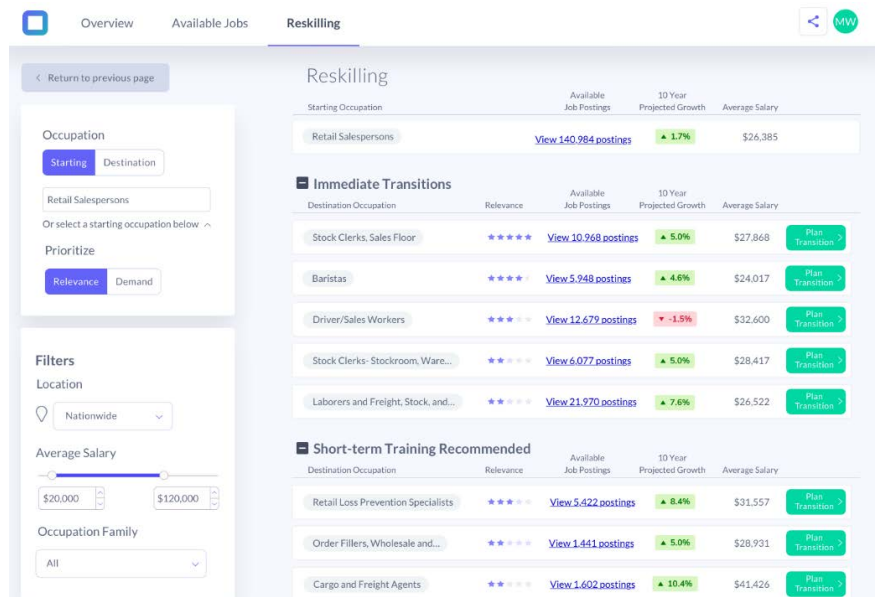 Overview Available Jobs Reskilling
MW
< Return to previous page
Occupation
Starting Destination
Retail Salespersons
Or select a starting occupation below
Prioritize
Relevance Demand
Filters
Location
Nationwide
Average Salary
$20,000 $120,000
Occupation Family
All
Reskilling
Starting Occupation Available Job Postings 10 Year Projected Growth Average Salary
Retail Salespersons View 140,984 postings ▲ 1.7% $26,385
Immediate Transitions
Destination Occupation Relevance Available Job Postings 10 Year Projected Growth Average Salary
Stock Clerks, Sales Floor View 10,968 postings ▲ 5.0% $27,868 Plan Transition
Baristas View 5,948 postings ▲ 4.6% $24,017 Plan Transition
Driver/Sales Workers View 12,679 postings ▼ -1.5% $32,600 Plan Transition
Stock Clerks- Stockroom, Ware... View 6,077 postings ▲ 5.0% $28,417 Plan Transition
Laborers and Freight, Stock, and... View 21,970 postings ▲ 7.6% $26,522 Plan Transition
Short-term Training Recommended
Destination Occupation Relevance Available Job Postings 10 Year Projected Growth Average Salary
Retail Loss Prevention Specialists View 5,422 postings ▲ 8.4% $31,557 Plan Transition
Order Fillers, Wholesale and... View 1,441 postings ▲ 5.0% $28,931 Plan Transition
Cargo and Freight Agents View 1,602 postings ▲ 10.4% $41,426 Plan Transition